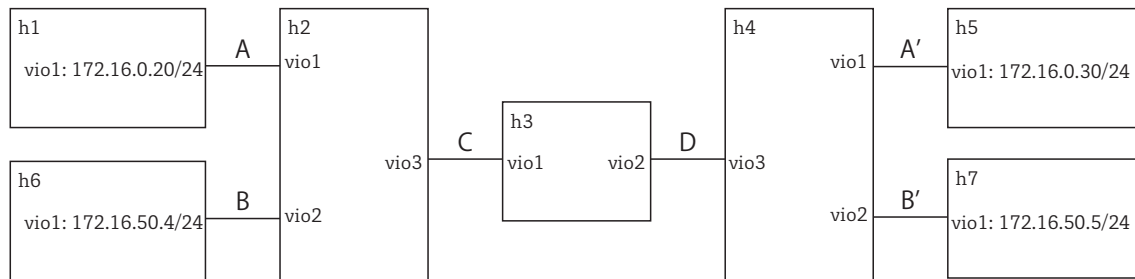 h1
vio1: 172.16.0.20/24
A
h2
vio1
h6
vio1: 172.16.50.4/24
B
vio2
vio3
C
h3
vio1
vio2
D
h4
vio3
vio1
vio2
A′
h5
vio1: 172.16.0.30/24
B′
h7
vio1: 172.16.50.5/24